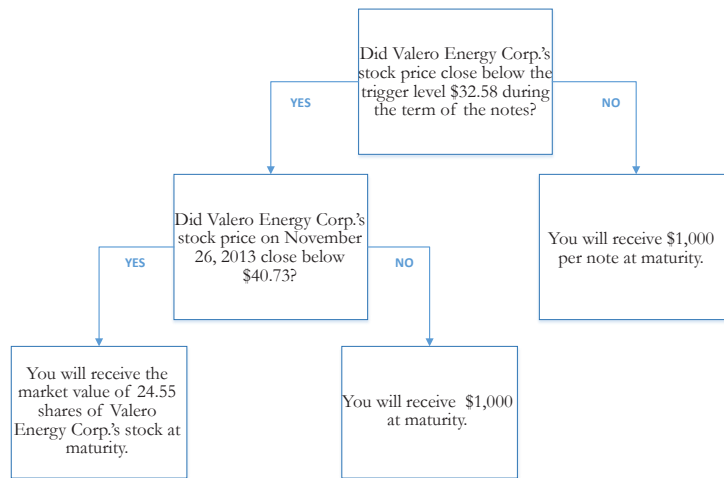 Did Valero Energy Corp.'s
stock price close below the
trigger level $32.58 during
the term of the notes?
YES
NO
Did Valero Energy Corp.'s
stock price on November
26, 2013 close below
$40.73?
You will receive $1,000
per note at maturity.
YES
NO
You will receive the
market value of 24.55
shares of Valero
Energy Corp.'s stock at
maturity.
You will receive $1,000
at maturity.